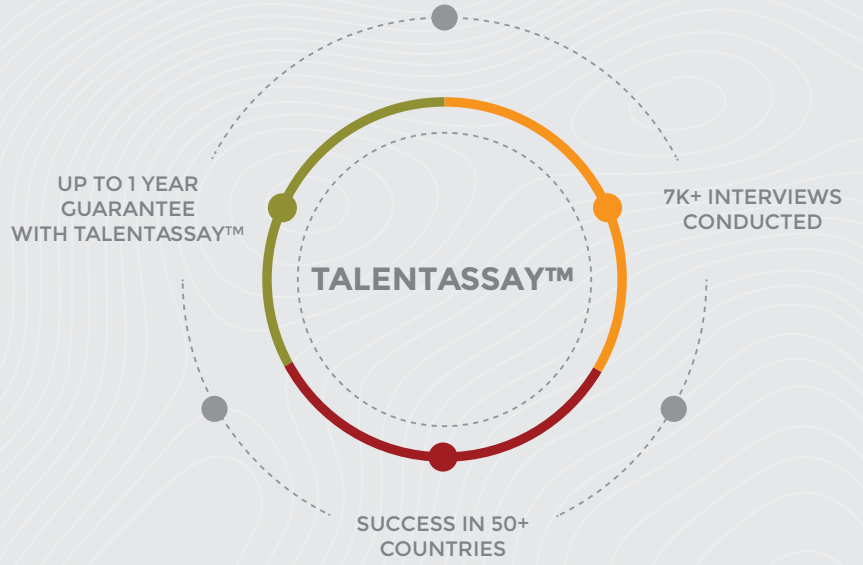 UP TO 1 YEAR
GUARANTEE
WITH TALENTASSAY™
7K+ INTERVIEWS
CONDUCTED
TALENTASSAY™
SUCCESS IN 50+
COUNTRIES